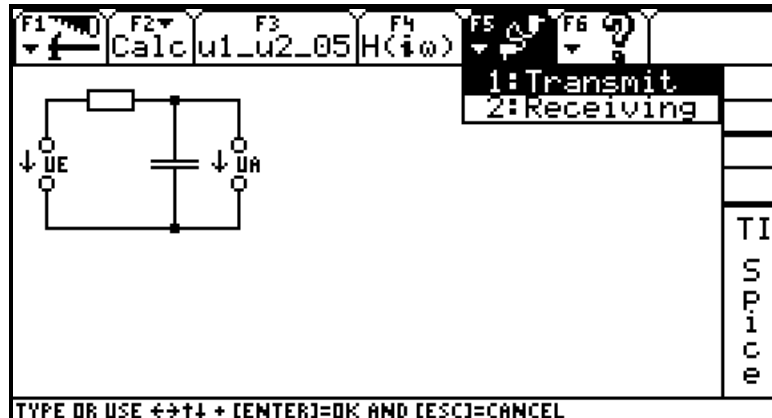 F1 F2 F3 F4 F5 F6
Calc u1_u2_05 H(iω)
1:Transmit
2:Receiving
↓ UE ↓ UA
TI
S
p
i
c
e
TYPE OR USE ←→↑↓ + [ENTER]=OK AND [ESC]=CANCEL